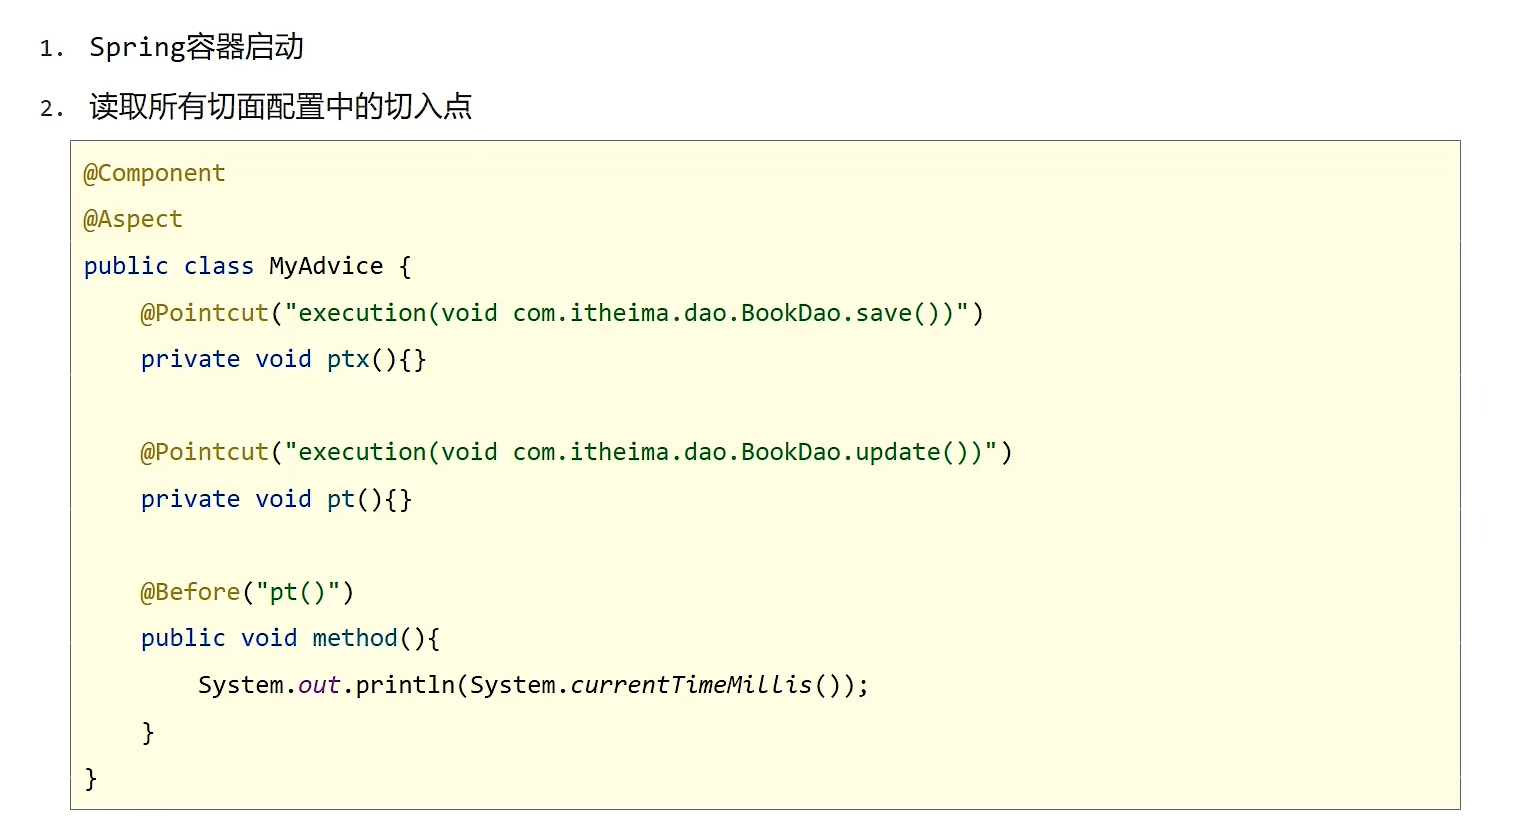 1. Spring容器启动
2. 读取所有切面配置中的切入点
@Component
@Aspect
public class MyAdvice {
    @Pointcut("execution(void com.itheima.dao.BookDao.save())")
    private void ptx(){}
    @Pointcut("execution(void com.itheima.dao.BookDao.update())")
    private void pt(){}
    @Before("pt()")
    public void method(){
        System.out.println(System.currentTimeMillis());
    }
}